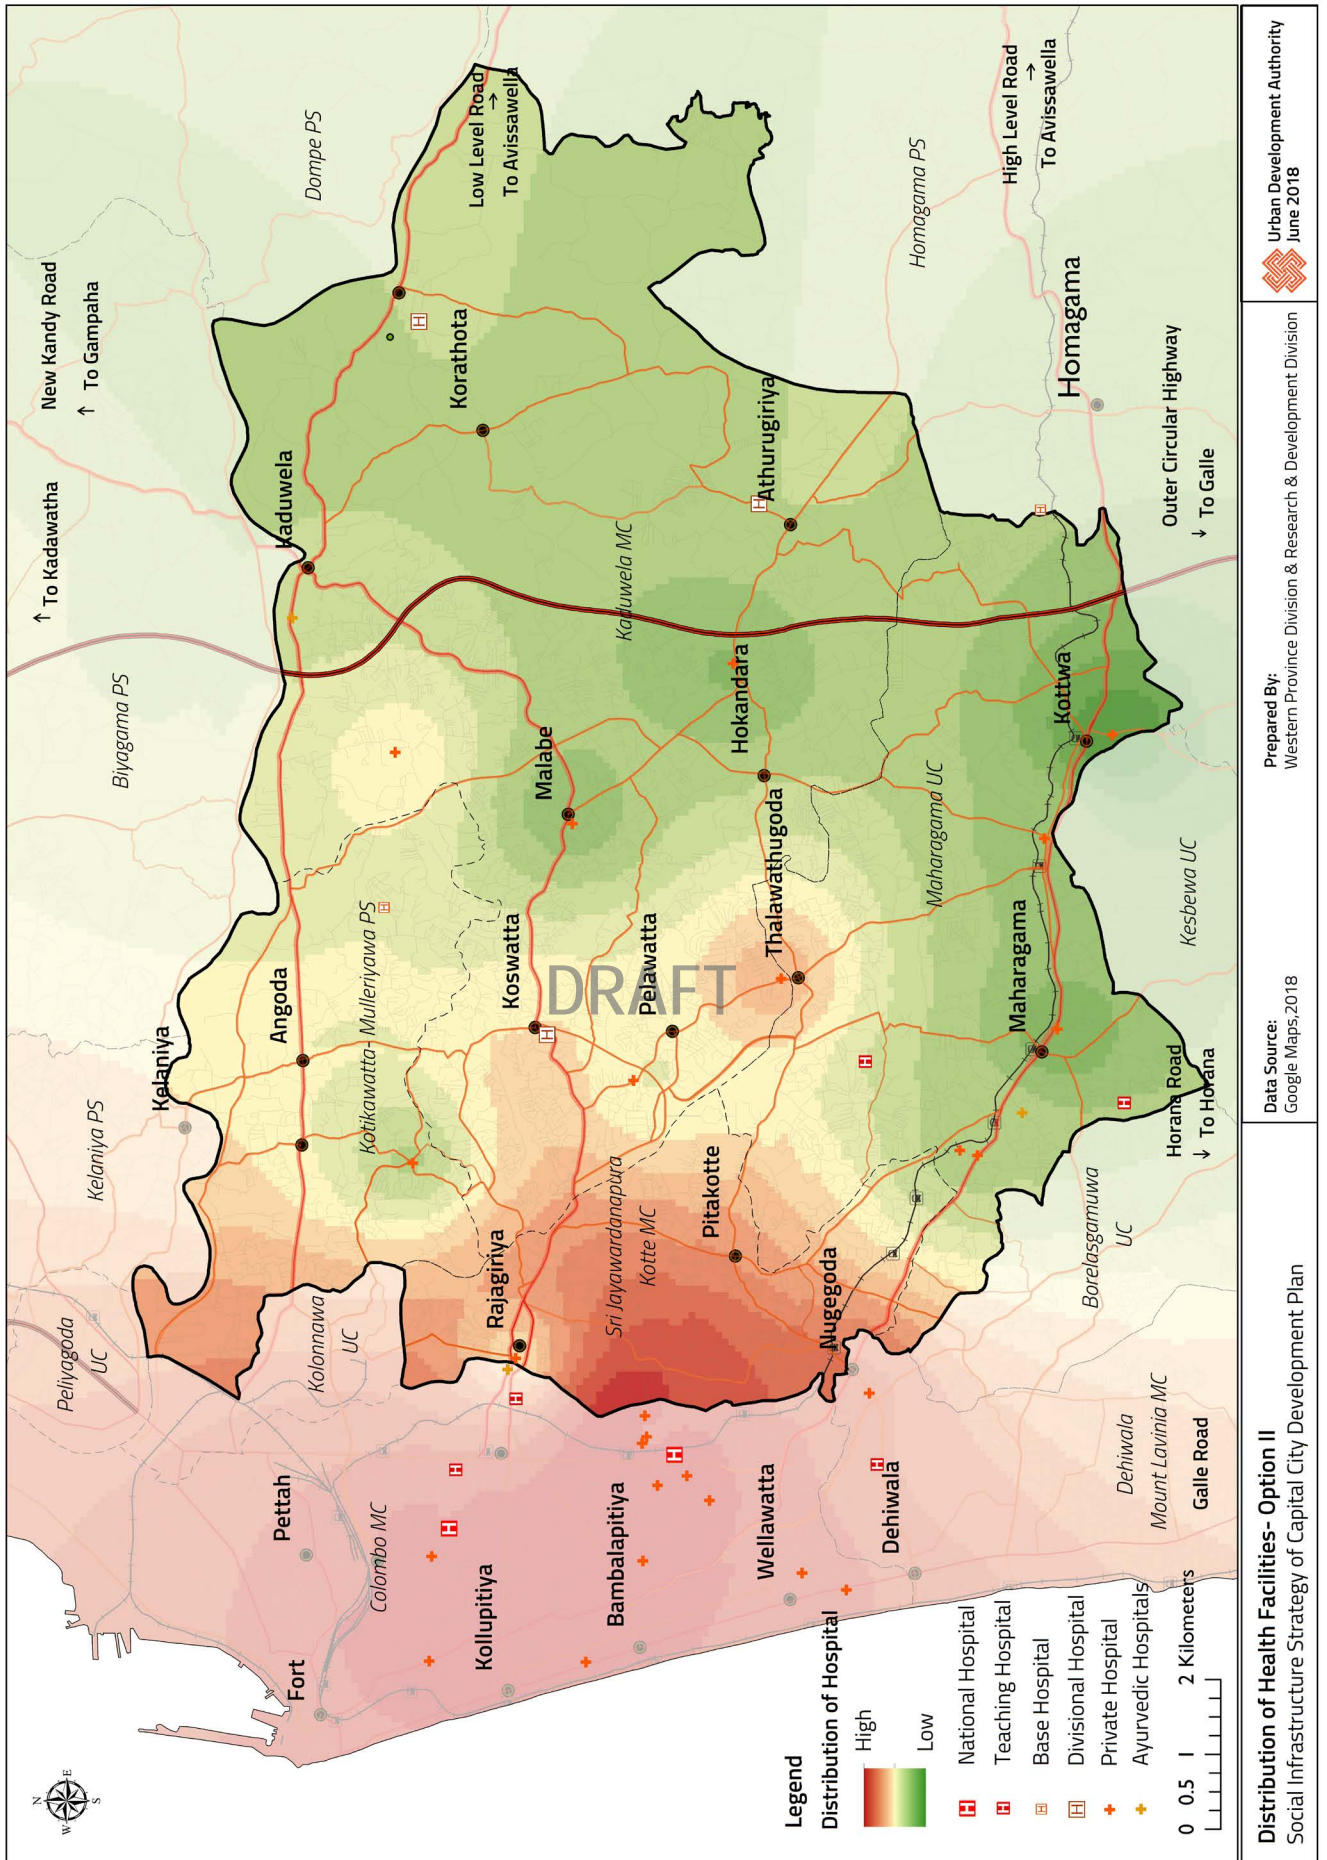 N
W
E
S
New Kandy Road
↑ To Gampaha
↑ To Kadawatha
Dompe PS
Low Level Road
→
To Avissawella
Biyagama PS
Kaduwela
Korathota
Kelaniya
Kelaniya PS
Angoda
Kotikawatta- Mulleriyawa PS
Peliyagoda
UC
Kolonnawa
UC
Pettah
Fort
Colombo MC
Kollupitiya
Rajagiriya
Koswatta
Malabe
Kaduwela MC
Athurugiriya
Homagama PS
High Level Road
→
To Avissawella
Homagama
Outer Circular Highway
↓ To Galle
Hokandara
Pelawatta
Thalawathugoda
DRAFT
Sri Jayawardanapura
Kotte MC
Pitakotte
Bambalapitiya
Wellawatta
Nugegoda
Dehiwala
Maharagama UC
Kottwa
Maharagama
Kesbewa UC
Horana Road
↓ To Horana
Borelasgamuwa
UC
Dehiwala
Mount Lavinia MC
Galle Road
Legend
Distribution of Hospital
High
Low
H National Hospital
H Teaching Hospital
H Base Hospital
H Divisional Hospital
Private Hospital
Ayurvedic Hospitals
0 0.5 1 2 Kilometers
Distribution of Health Facilities- Option II
Social Infrastructure Strategy of Capital City Development Plan
Data Source:
Google Maps,2018
Prepared By:
Western Province Division & Research & Development Division
Urban Development Authority
June 2018